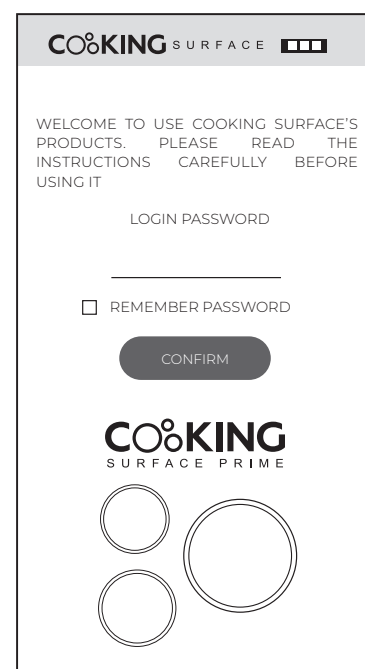 COOKING SURFACE
WELCOME TO USE COOKING SURFACE'S
PRODUCTS. PLEASE READ THE
INSTRUCTIONS CAREFULLY BEFORE
USING IT
LOGIN PASSWORD
REMEMBER PASSWORD
CONFIRM
COOKING
SURFACE PRIME